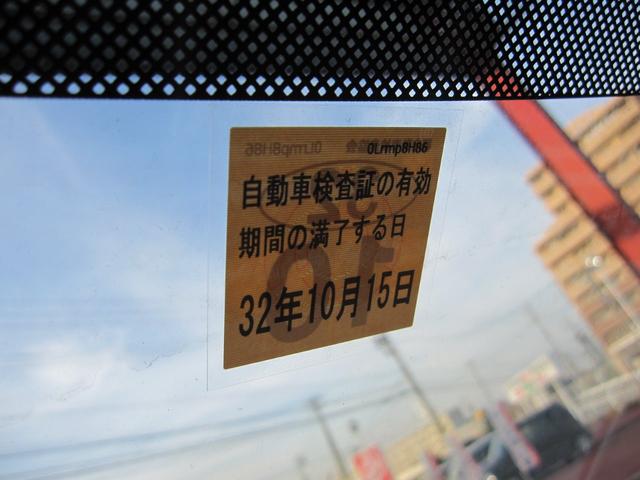 0Lrmp8H86
自動車検査証の有効
期間の満了する日
32年10月15日